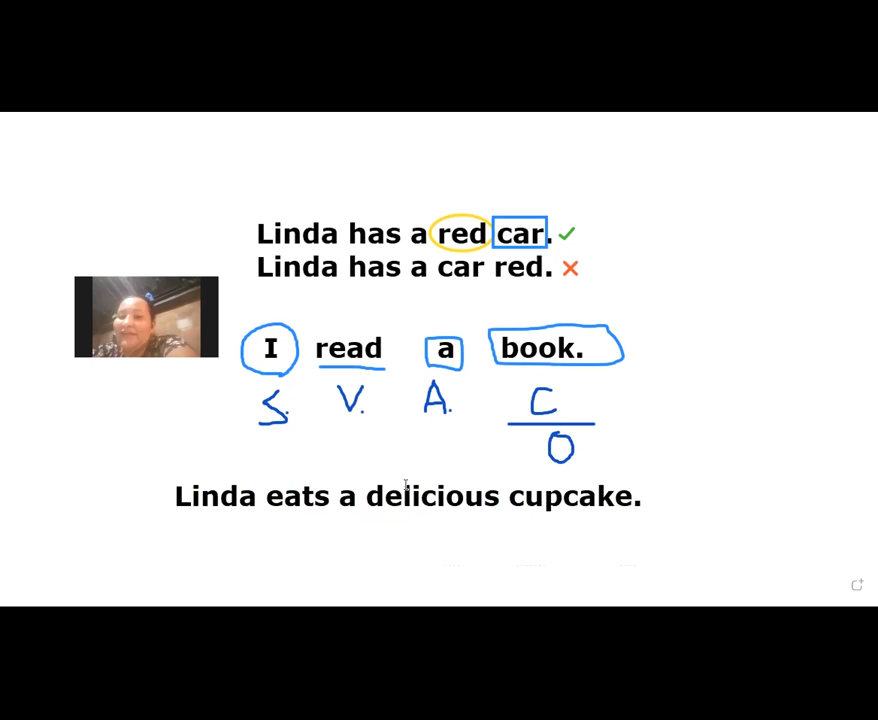 Linda has a red car. ✓
Linda has a car red. ✗
I read a book.
S. V. A. C
O
Linda eats a delicious cupcake.